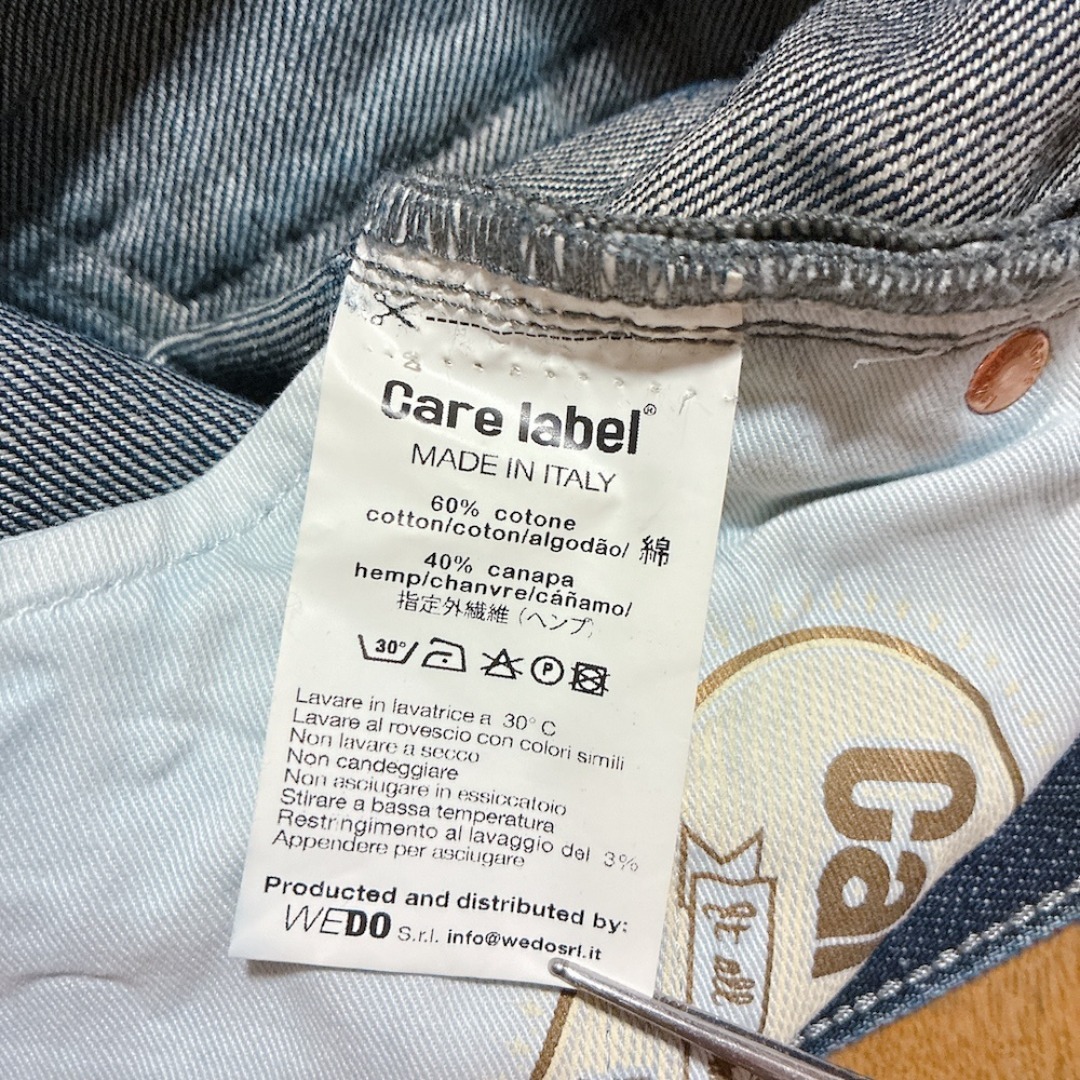 Care label®
MADE IN ITALY
60% cotone
cotton/coton/algodão/ 綿
40% canapa
hemp/chanvre/cáñamo/
指定外繊維 (ヘンプ)
30°
P
Lavare in lavatrice a 30° C
Lavare al rovescio con colori simili
Non lavare a secco
Non candeggiare
Non asciugare in essiccatoio
Stirare a bassa temperatura
Restringimento al lavaggio del 3%
Appendere per asciugare
Producted and distributed by:
WEDO S.r.l. info@wedosrl.it
Ca
all